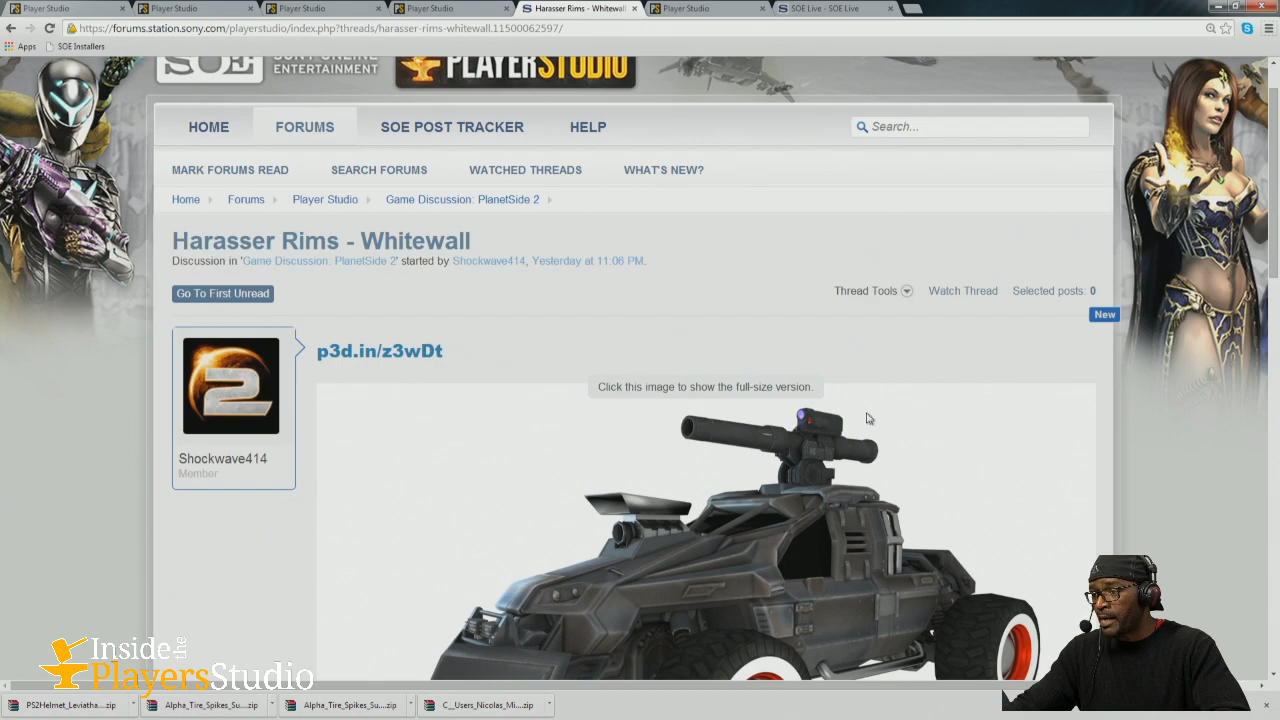 Player Studio
Player Studio
Player Studio
Player Studio
Harasser Rims - Whitewall
Player Studio
SOE Live - SOE Live
https://forums.station.sony.com/playerstudio/index.php?threads/harasser-rims-whitewall.11500062597/
Apps
SOE Installers
SOE
SONY ONLINE
ENTERTAINMENT
PLAYERSTUDIO
HOME
FORUMS
SOE POST TRACKER
HELP
Search...
MARK FORUMS READ
SEARCH FORUMS
WATCHED THREADS
WHAT'S NEW?
Home
Forums
Player Studio
Game Discussion: PlanetSide 2
Harasser Rims - Whitewall
Discussion in 'Game Discussion: PlanetSide 2' started by Shockwave414, Yesterday at 11:06 PM.
Go To First Unread
Thread Tools
Watch Thread
Selected posts: 0
New
p3d.in/z3wDt
Click this image to show the full-size version.
2
Shockwave414
Member
Inside the
PlayersStudio
PS2Helmet_Leviatha....zip
Alpha_Tire_Spikes_Su....zip
Alpha_Tire_Spikes_Su....zip
C__Users_Nicolas_Mi....zip